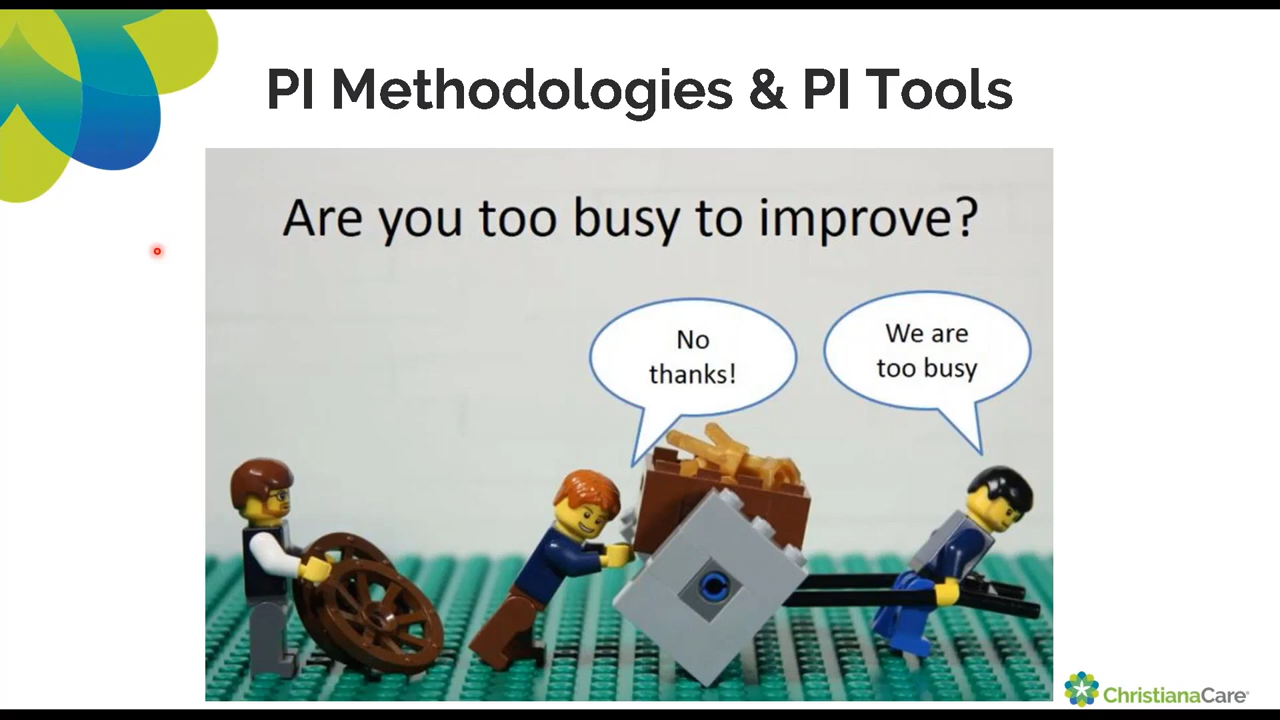 PI Methodologies & PI Tools
Are you too busy to improve?
No
thanks!
We are
too busy
ChristianaCare®